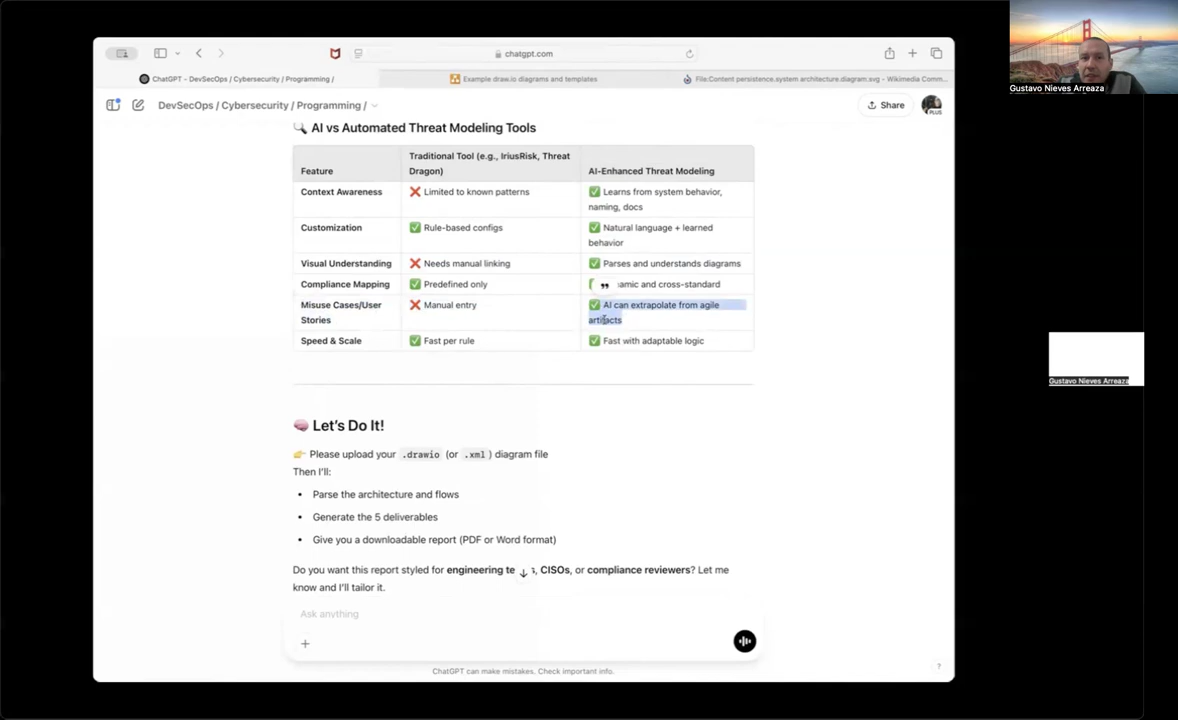 Gustavo Nieves Arreaza
chatgpt.com
ChatGPT - DevSecOps / Cybersecurity / Programming /
Example draw.io diagrams and templates
File:Content persistence.system architecture.diagram.svg - Wikimedia Comm...
DevSecOps / Cybersecurity / Programming /
Share
PLUS
AI vs Automated Threat Modeling Tools
Feature
Traditional Tool (e.g., IriusRisk, Threat
Dragon)
AI-Enhanced Threat Modeling
Context Awareness
Limited to known patterns
Learns from system behavior,
naming, docs
Customization
Rule-based configs
Natural language + learned
behavior
Visual Understanding
Needs manual linking
Parses and understands diagrams
Compliance Mapping
Predefined only
and cross-standard
Misuse Cases/User
Stories
Manual entry
AI can extrapolate from agile
artifacts
Speed & Scale
Fast per rule
Fast with adaptable logic
Let's Do It!
👉 Please upload your .drawio (or .xml) diagram file
Then I'll:
• Parse the architecture and flows
• Generate the 5 deliverables
• Give you a downloadable report (PDF or Word format)
Do you want this report styled for engineering , CISOs, or compliance reviewers? Let me
know and I'll tailor it.
Ask anything
ChatGPT can make mistakes. Check important info.
?
Gustavo Nieves Arreaza